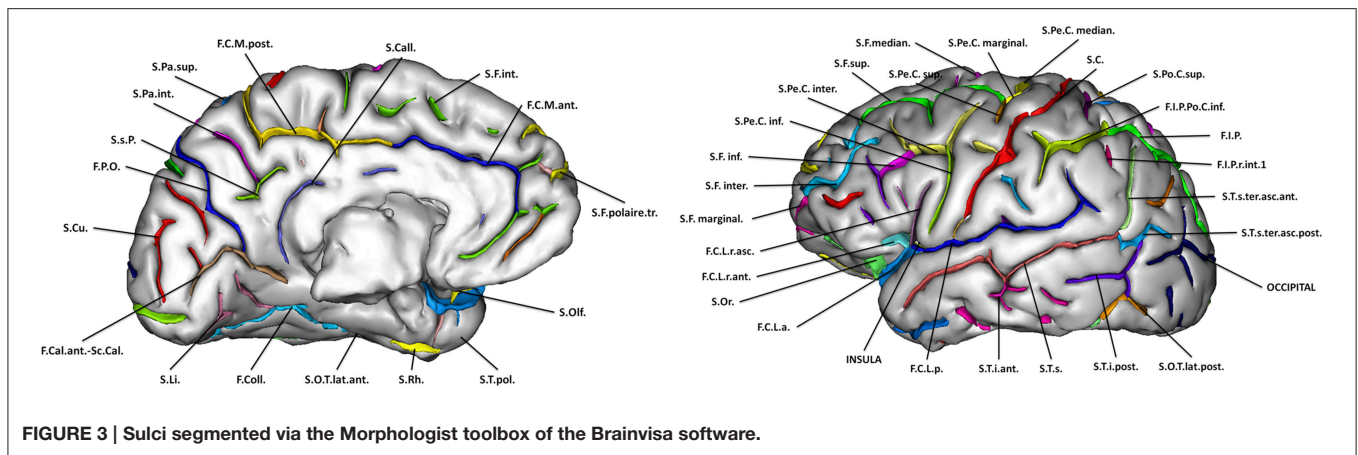 F.C.M.post.
S.Call.
S.Pa.sup.
S.F.int.
S.Pa.int.
F.C.M.ant.
S.s.P.
F.P.O.
S.F.polaire.tr.
S.Cu.
S.Olf.
F.Cal.ant.-Sc.Cal.
S.Li.
F.Coll.
S.O.T.lat.ant.
S.Rh.
S.T.pol.
S.Pe.C. median.
S.F.median.
S.Pe.C. marginal.
S.F.sup.
S.Pe.C. sup.
S.C.
S.Pe.C. inter.
S.Po.C.sup.
S.Pe.C. inf.
F.I.P.Po.C.inf.
F.I.P.
S.F. inf.
F.I.P.r.int.1
S.F. inter.
S.T.s.ter.asc.ant.
S.F. marginal.
S.T.s.ter.asc.post.
F.C.L.r.asc.
F.C.L.r.ant.
S.Or.
OCCIPITAL
F.C.L.a.
INSULA
F.C.L.p.
S.T.i.ant.
S.T.s.
S.T.i.post.
S.O.T.lat.post.
FIGURE 3 | Sulci segmented via the Morphologist toolbox of the Brainvisa software.